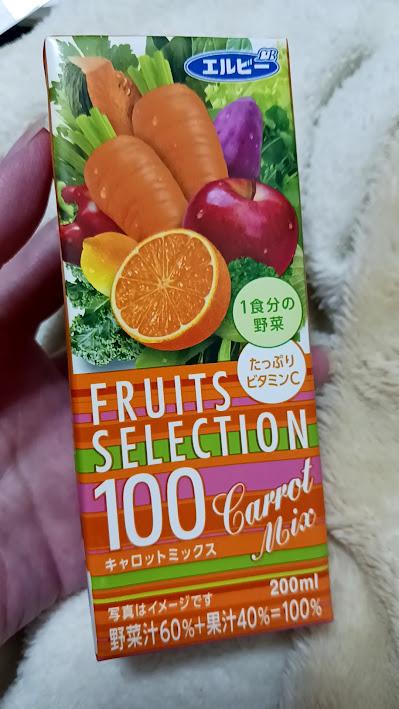 エルビー LB
1食分の
野菜
たっぷり
ビタミンC
FRUITS
SELECTION
100
Carrot
Mix
キャロットミックス
200ml
写真はイメージです
野菜汁60%+果汁40%=100%